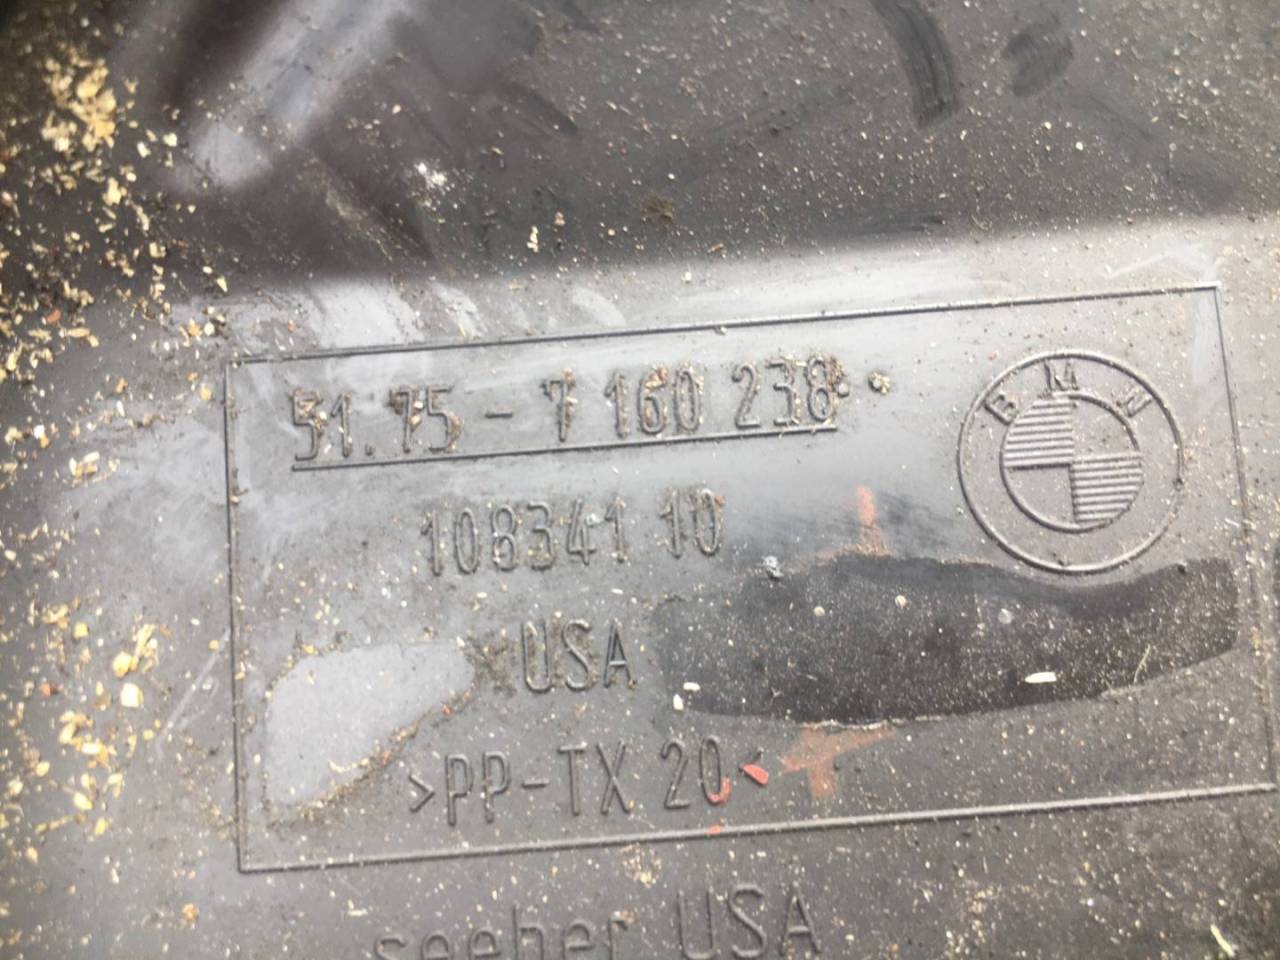 51.75 - 7 160 238
BMW
108341 10
USA
>PP-TX 20<
seeber USA